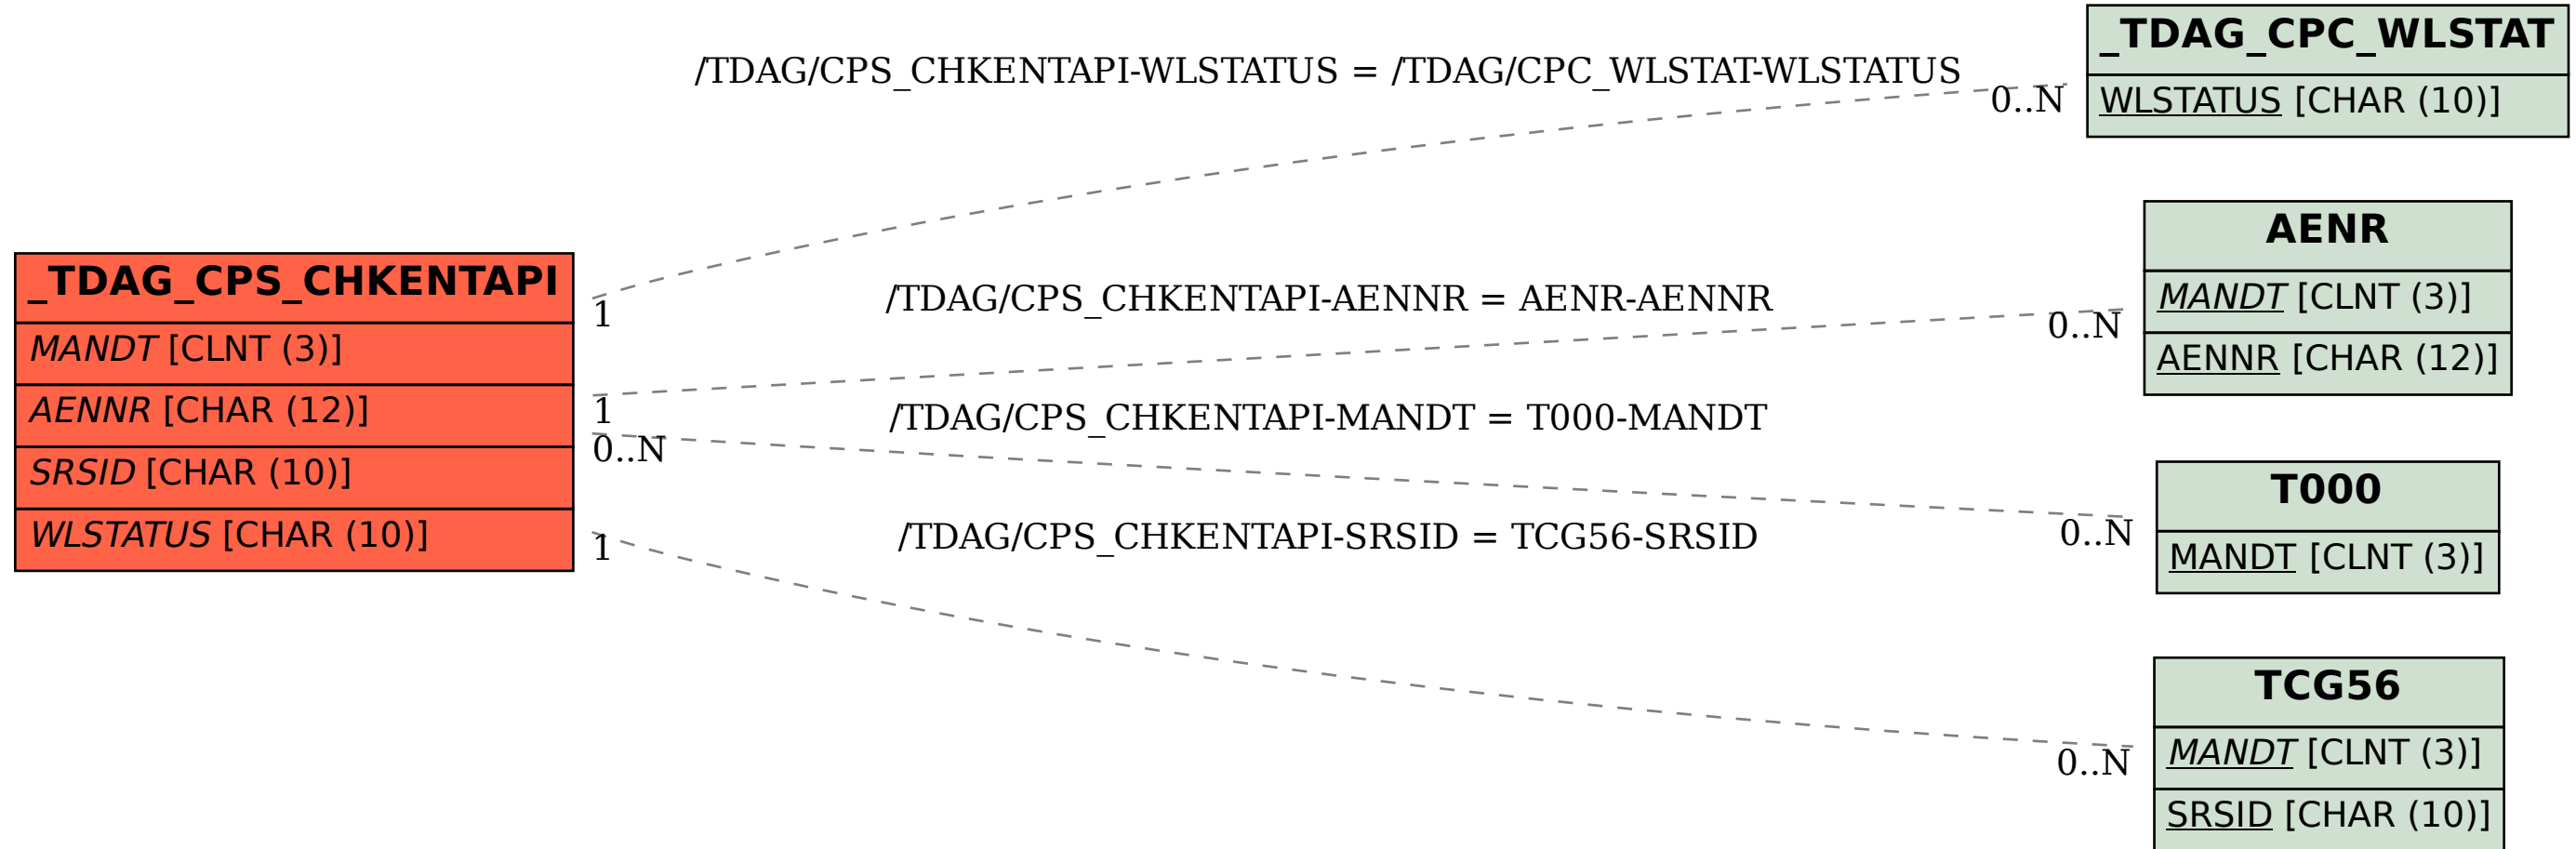 _TDAG_CPS_CHKENTAPI
MANDT [CLNT (3)]
AENNR [CHAR (12)]
SRSID [CHAR (10)]
WLSTATUS [CHAR (10)]
/TDAG/CPS_CHKENTAPI-WLSTATUS = /TDAG/CPC_WLSTAT-WLSTATUS
1
0..N
/TDAG/CPS_CHKENTAPI-AENNR = AENR-AENNR
1
0..N
/TDAG/CPS_CHKENTAPI-MANDT = T000-MANDT
0..N
0..N
/TDAG/CPS_CHKENTAPI-SRSID = TCG56-SRSID
1
0..N
_TDAG_CPC_WLSTAT
WLSTATUS [CHAR (10)]
AENR
MANDT [CLNT (3)]
AENNR [CHAR (12)]
T000
MANDT [CLNT (3)]
TCG56
MANDT [CLNT (3)]
SRSID [CHAR (10)]